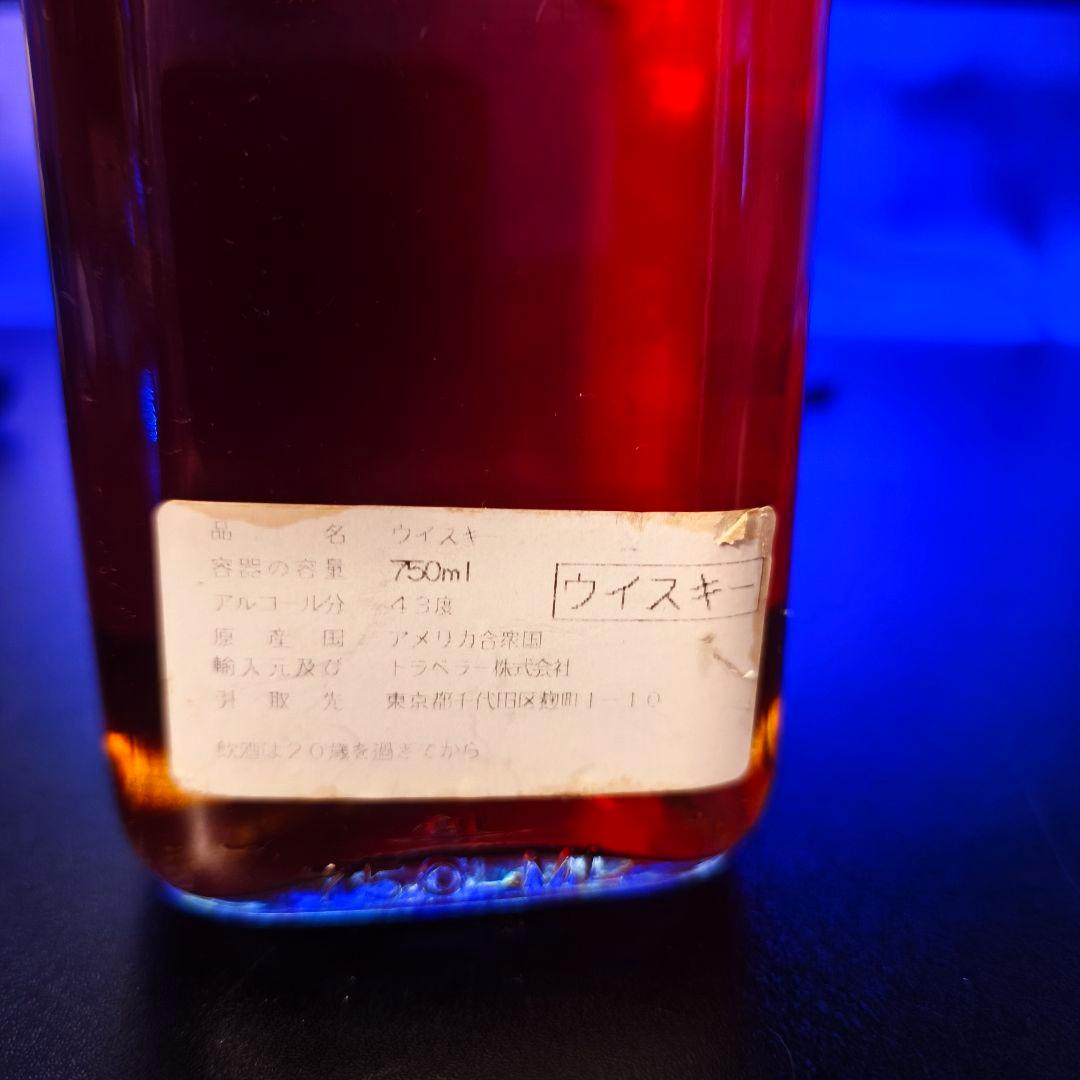 品名 ウイスキー
容器の容量 750ml
ウイスキー
アルコール分 43度
原産国 アメリカ合衆国
輸入元及び トラベラー株式会社
引取先 東京都千代田区麹町1-10
飲酒は20歳を過ぎてから
750 ML